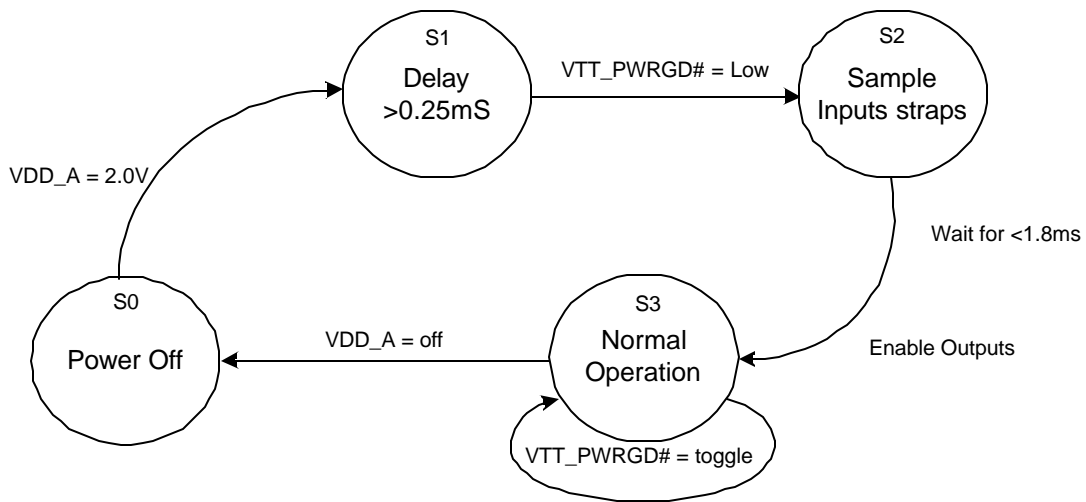 S1
Delay
>0.25mS
VTT_PWRGD# = Low
S2
Sample
Inputs straps
VDD_A = 2.0V
Wait for <1.8ms
S0
Power Off
VDD_A = off
S3
Normal
Operation
Enable Outputs
VTT_PWRGD# = toggle